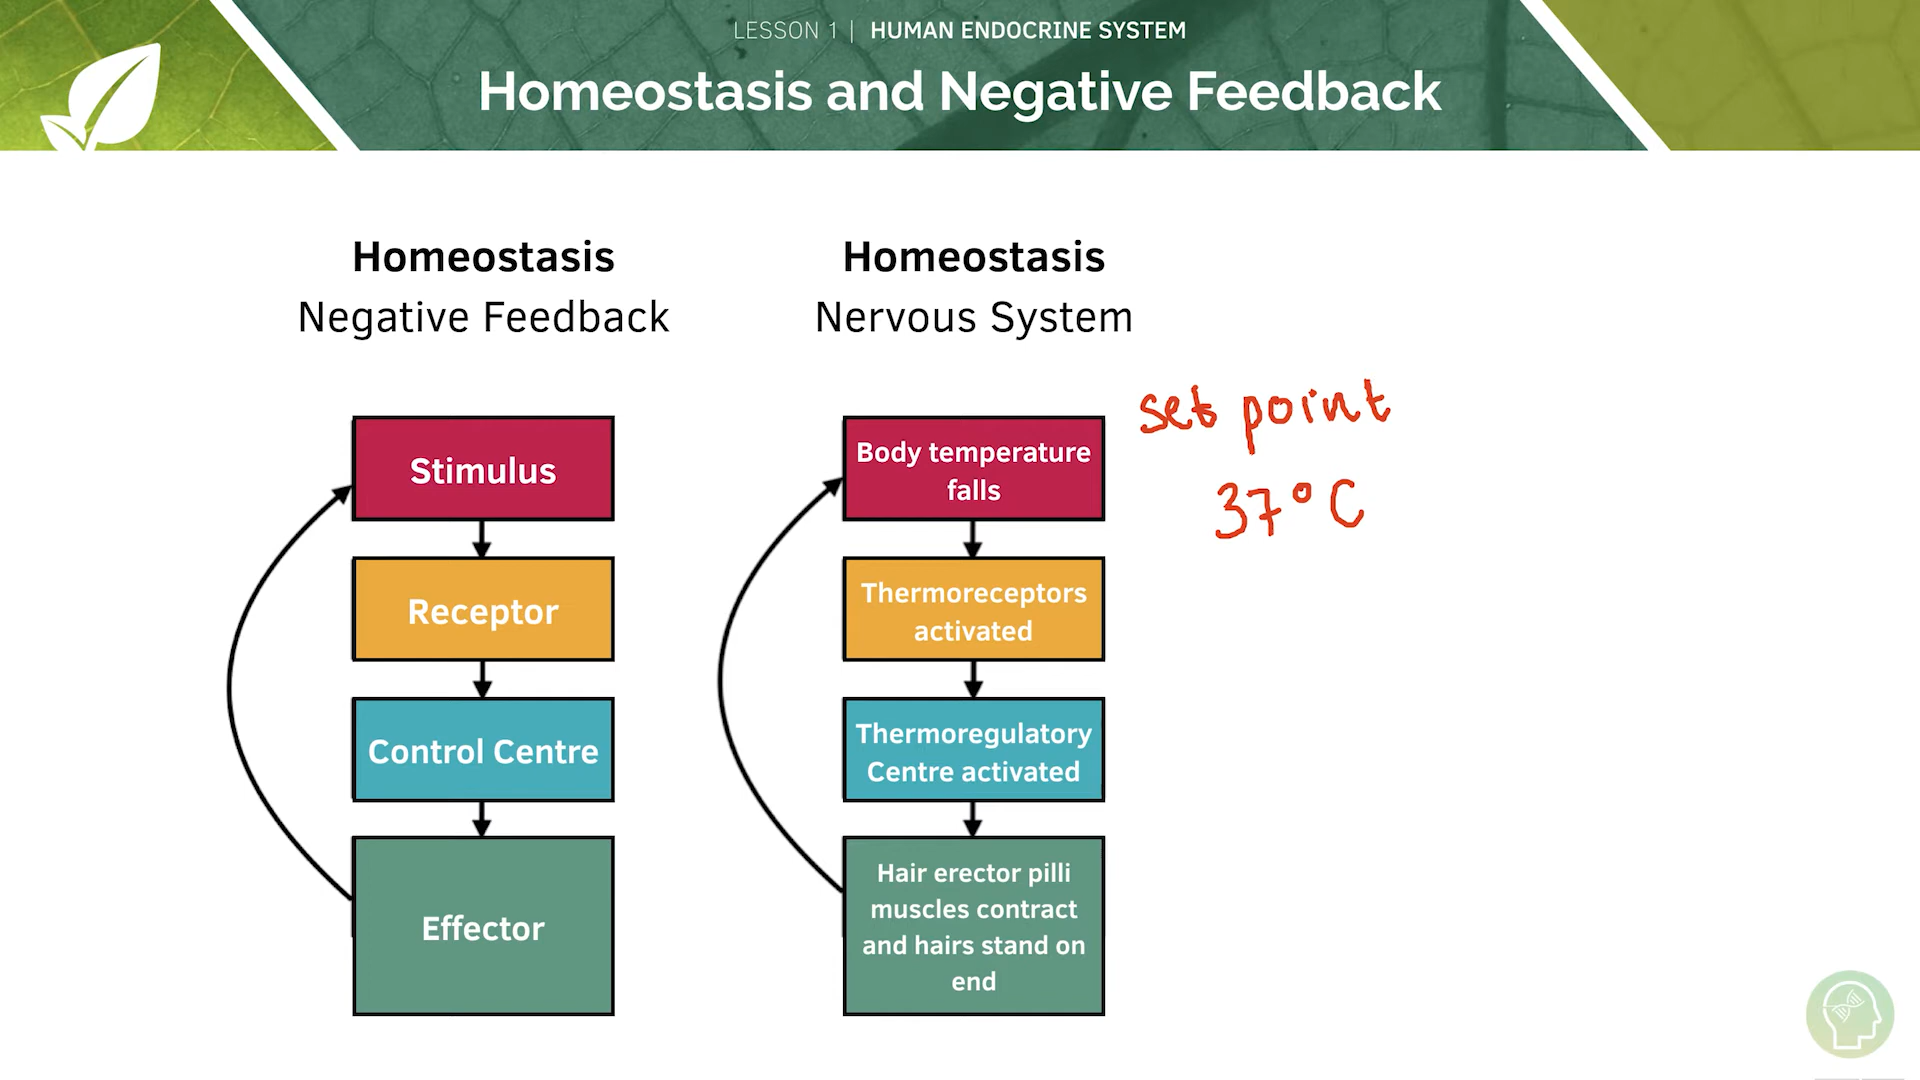 LESSON 1 | HUMAN ENDOCRINE SYSTEM
Homeostasis and Negative Feedback
Homeostasis
Negative Feedback
Stimulus
Receptor
Control Centre
Effector
Homeostasis
Nervous System
Body temperature
falls
Thermoreceptors
activated
Thermoregulatory
Centre activated
Hair erector pilli
muscles contract
and hairs stand on
end
set point
37°C